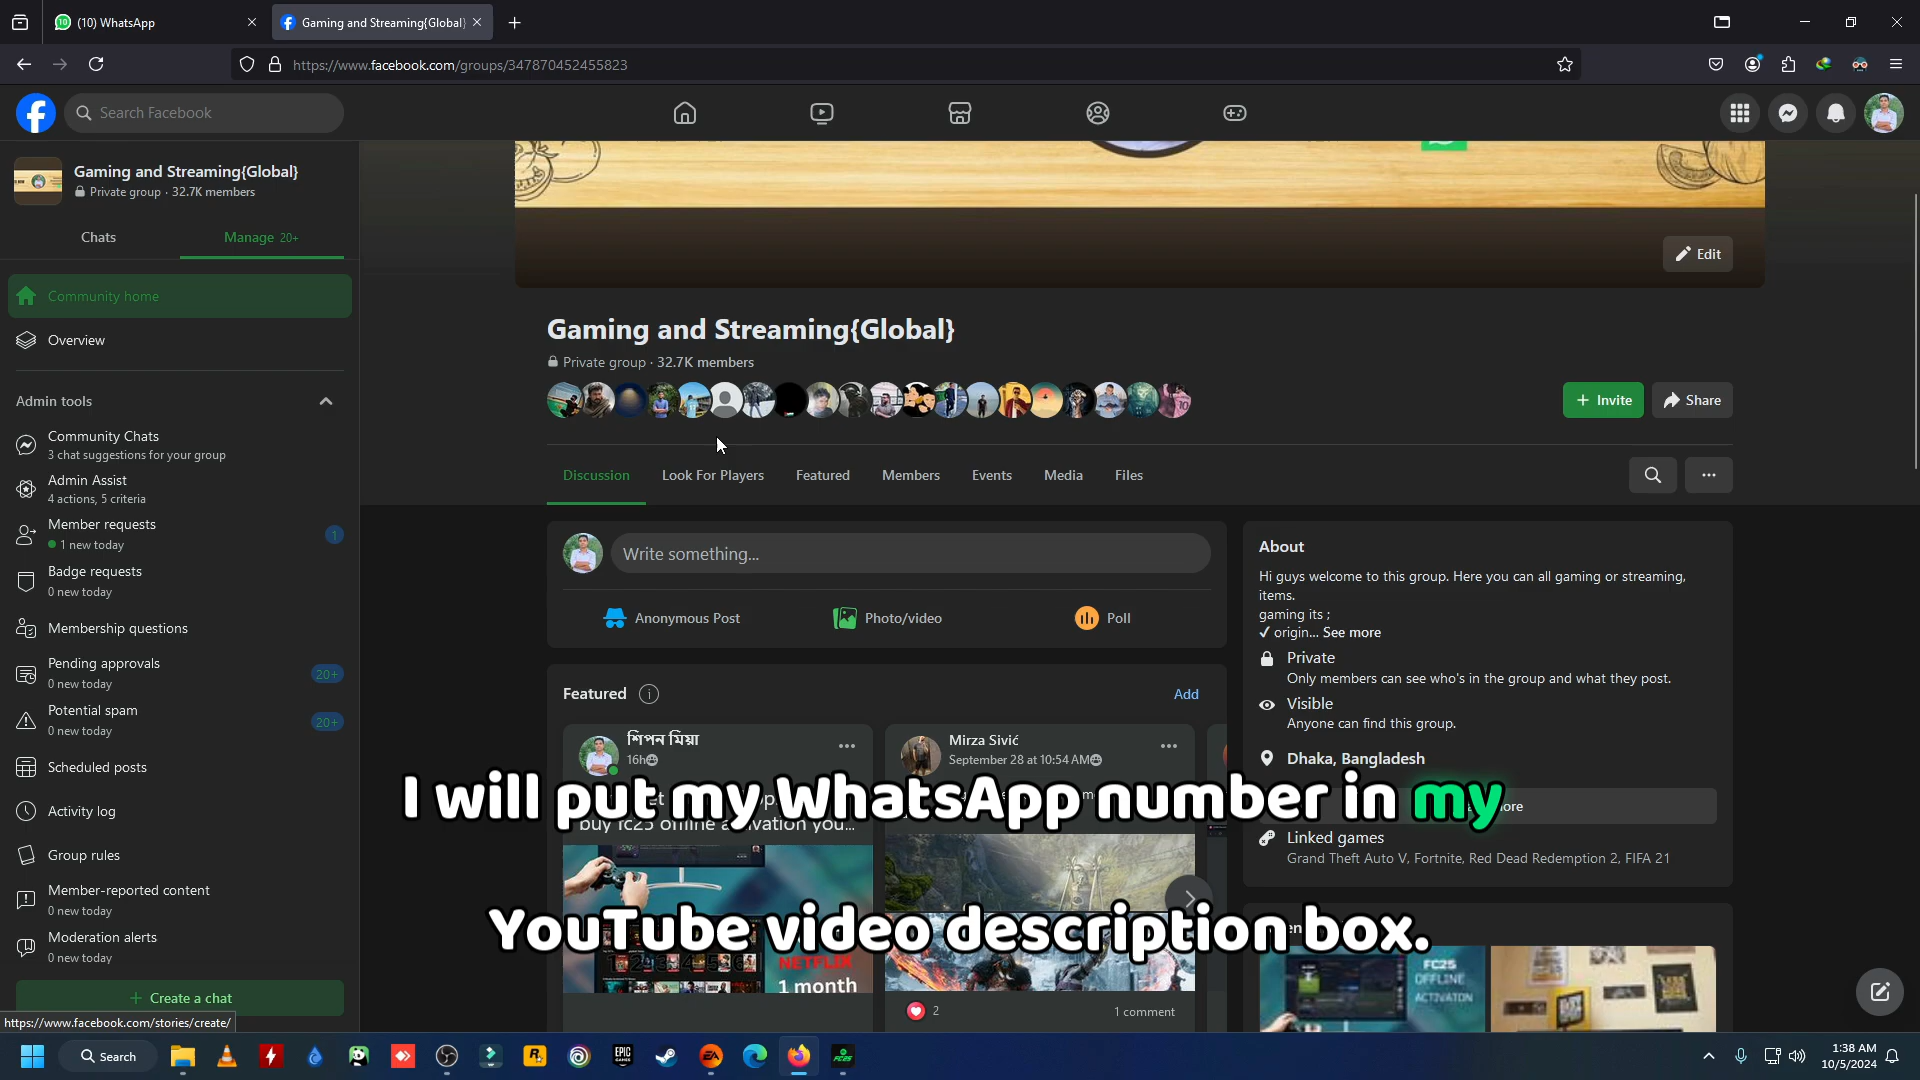 (10) WhatsApp
Gaming and Streaming{Global}
https://www.facebook.com/groups/347870452455823
Search Facebook
Gaming and Streaming{Global}
Private group · 32.7K members
Chats
Manage 20+
Community home
Overview
Admin tools
Community Chats
3 chat suggestions for your group
Admin Assist
4 actions, 5 criteria
Member requests
1 new today
1
Badge requests
0 new today
Membership questions
Pending approvals
0 new today
20+
Potential spam
0 new today
20+
Scheduled posts
Activity log
Group rules
Member-reported content
0 new today
Moderation alerts
0 new today
+ Create a chat
https://www.facebook.com/stories/create/
Edit
Gaming and Streaming{Global}
Private group · 32.7K members
+ Invite
Share
Discussion
Look For Players
Featured
Members
Events
Media
Files
Write something...
Anonymous Post
Photo/video
Poll
Featured
Add
শিপন মিয়া
16h
Mirza Sivić
September 28 at 10:54 AM
buy fc25 offline activation you...
NETFLIX
1 month
2
1 comment
About
Hi guys welcome to this group. Here you can all gaming or streaming,
items.
gaming its ;
✓ origin... See more
Private
Only members can see who's in the group and what they post.
Visible
Anyone can find this group.
Dhaka, Bangladesh
Linked games
Grand Theft Auto V, Fortnite, Red Dead Redemption 2, FIFA 21
FC25
OFFLINE
ACTIVATON
I will put my WhatsApp number in my
YouTube video description box.
Search
EPIC GAMES
EA
FC25
1:38 AM
10/5/2024